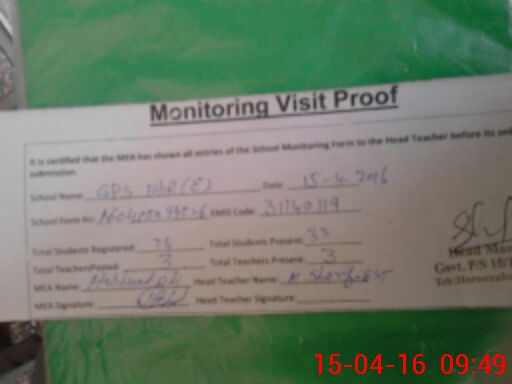 Monitoring Visit Proof
It is certified that the MEA has shown all entries of the School Monitoring Form to the Head Teacher before its
submission.
School Name GPS Date: 15-4-2016
School Form No: EMIS Code: 31140119
Total Students Registered: Total Students Present: 33
Total Teachers Posted: 3 Total Teachers Present: 3
MEA Name: Head Teacher Name:
MEA Signature: Head Teacher Signature:
Head
Govt. P/S
15-04-16 09:49